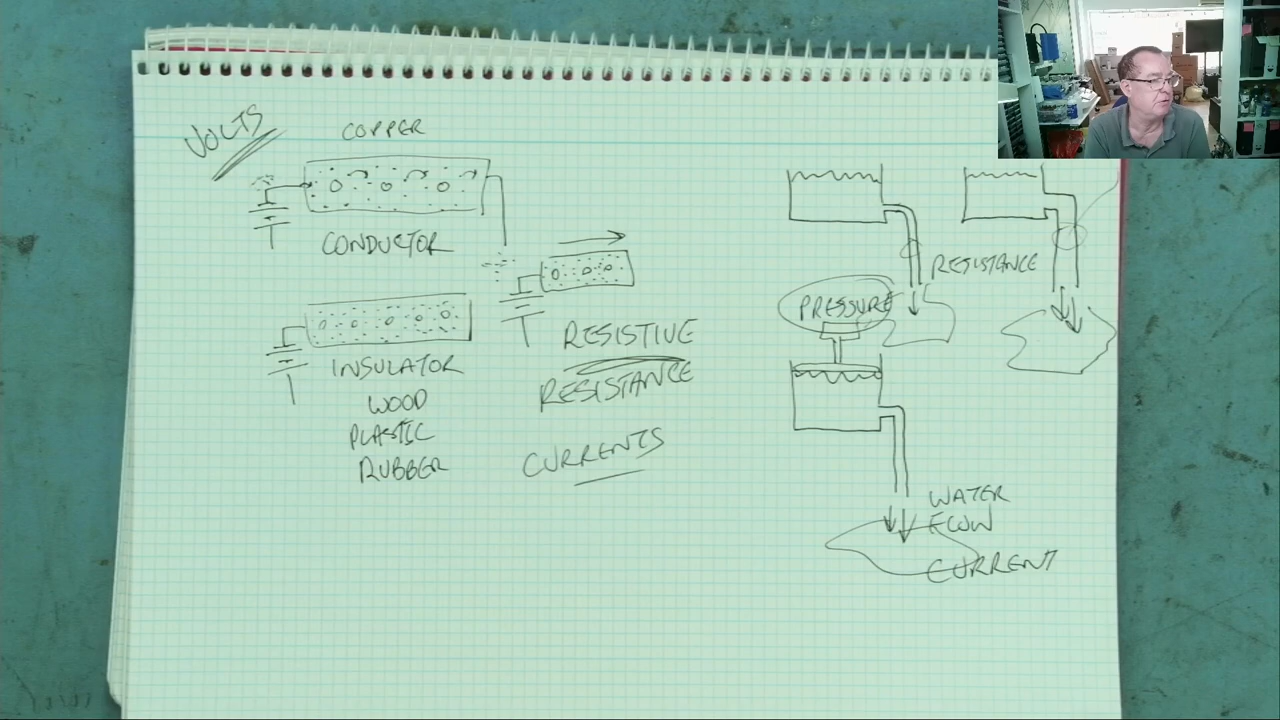 VOLTS
COPPER
CONDUCTOR
INSULATOR
WOOD
PLASTIC
RUBBER
RESISTIVE
RESISTANCE
CURRENTS
RESISTANCE
PRESSURE
WATER
FLOW
CURRENT